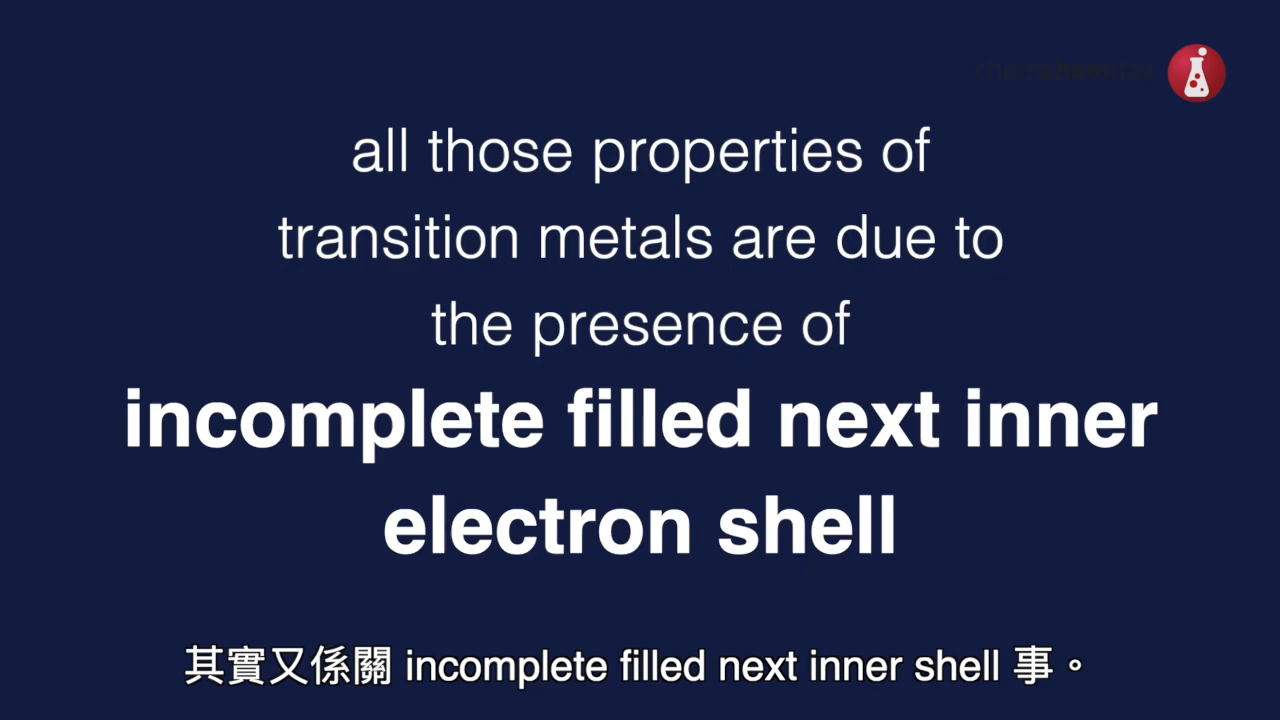 all those properties of
transition metals are due to
the presence of
incomplete filled next inner
electron shell
其實又係關 incomplete filled next inner shell 事。